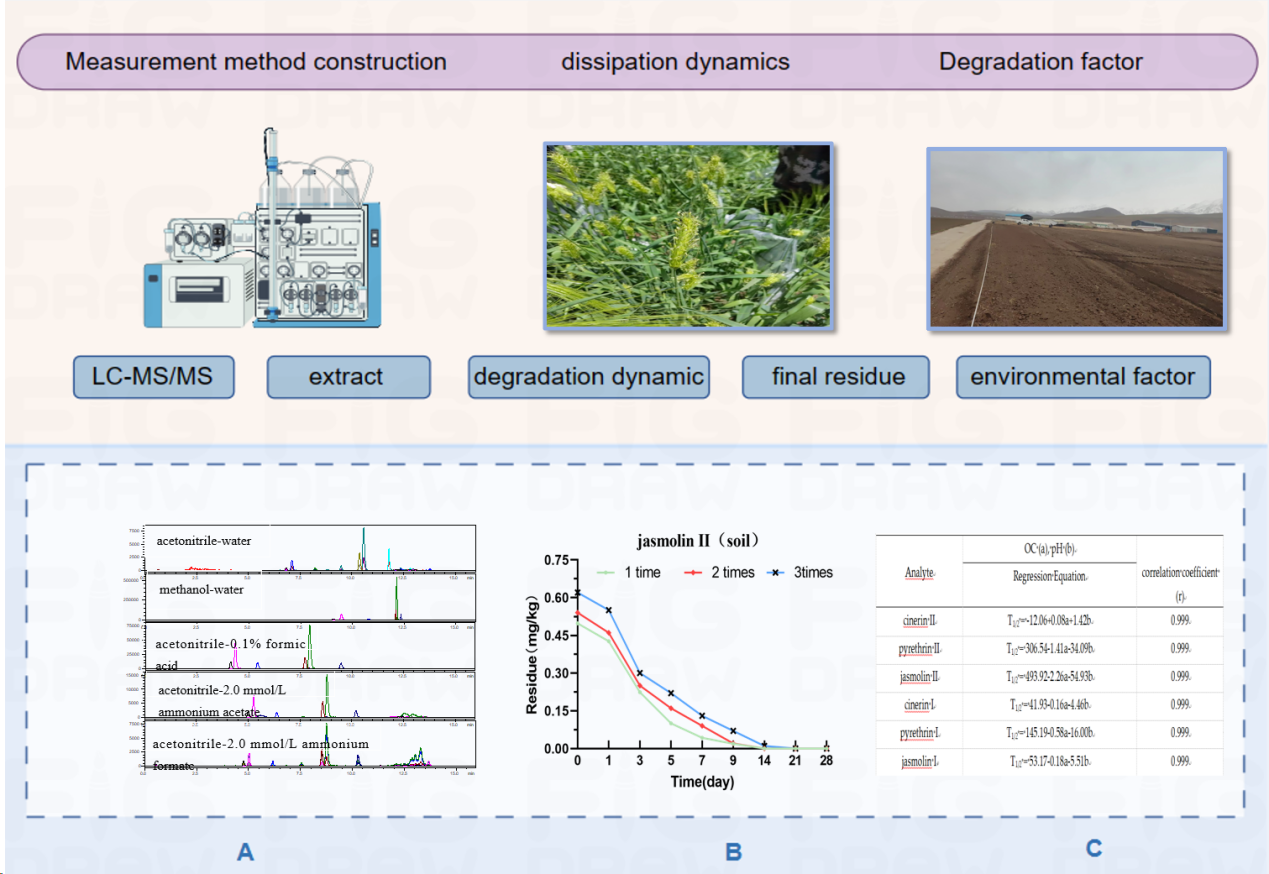 Measurement method construction dissipation dynamics Degradation factor
LC-MS/MS extract degradation dynamic final residue environmental factor
acetonitrile-water
methanol-water
acetonitrile-0.1% formic
acid
acetonitrile-2.0 mmol/L
ammonium acetate
acetonitrile-2.0 mmol/L ammonium
formate
jasmolin II（soil）
1 time 2 times 3times
Residue（mg/kg）
0.75
0.60
0.45
0.30
0.15
0.00
0 1 3 5 7 9 14 21 28
Time(day)
Analyte
OC (a), pH (b)
Regression Equation
correlation coefficient
(r)
cinerin II T1/2=-12.06+0.08a+1.42b 0.999
pyrethrin II T1/2=306.54-1.41a-34.09b 0.999
jasmolin II T1/2=493.92-2.26a-54.93b 0.999
cinerin I T1/2=41.93-0.16a-4.46b 0.999
pyrethrin I T1/2=145.19-0.58a-16.00b 0.999
jasmolin I T1/2=53.17-0.18a-5.51b 0.999
A B C